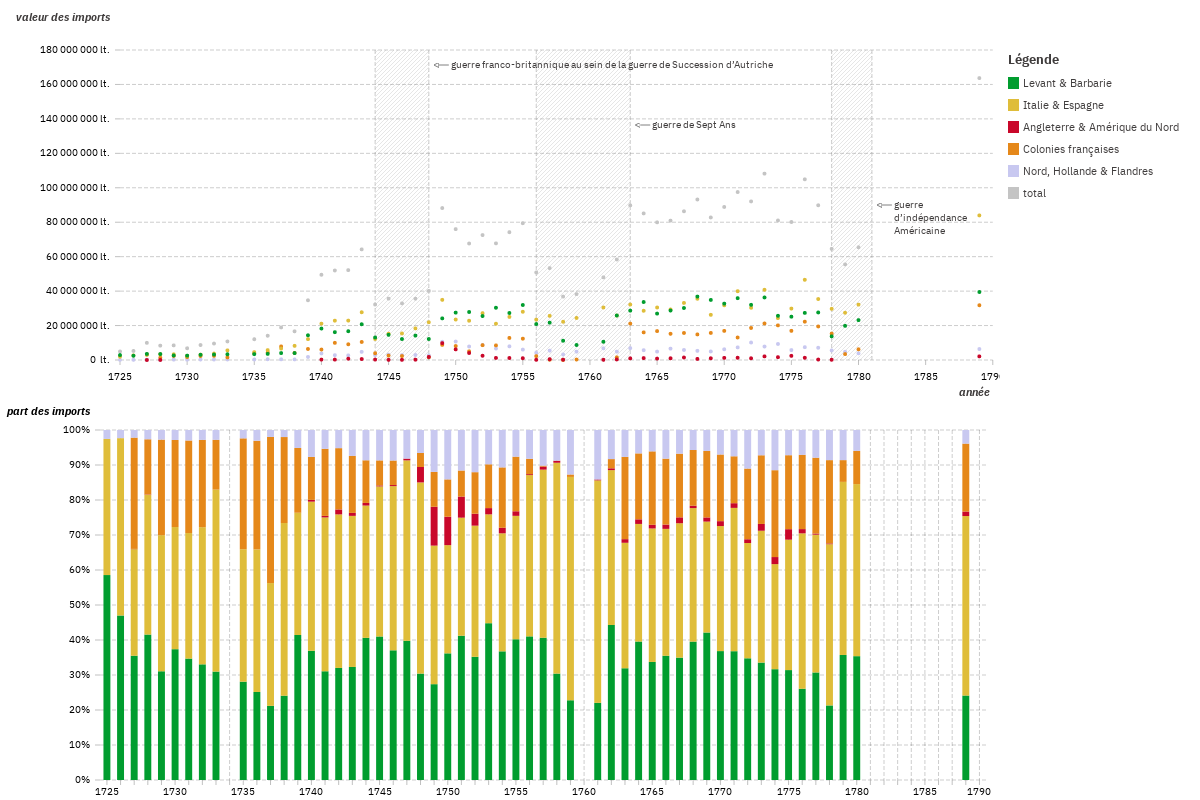 valeur des imports
180 000 000 lt.
160 000 000 lt.
140 000 000 lt.
120 000 000 lt.
100 000 000 lt.
80 000 000 lt.
60 000 000 lt.
40 000 000 lt.
20 000 000 lt.
0 lt.
guerre franco-britannique au sein de la guerre de Succession d'Autriche
guerre de Sept Ans
guerre
d'indépendance
Américaine
1725 1730 1735 1740 1745 1750 1755 1760 1765 1770 1775 1780 1785 179
année
Légende
Levant & Barbarie
Italie & Espagne
Angleterre & Amérique du Nord
Colonies françaises
Nord, Hollande & Flandres
total
part des imports
100%
90%
80%
70%
60%
50%
40%
30%
20%
10%
0%
1725 1730 1735 1740 1745 1750 1755 1760 1765 1770 1775 1780 1785 1790